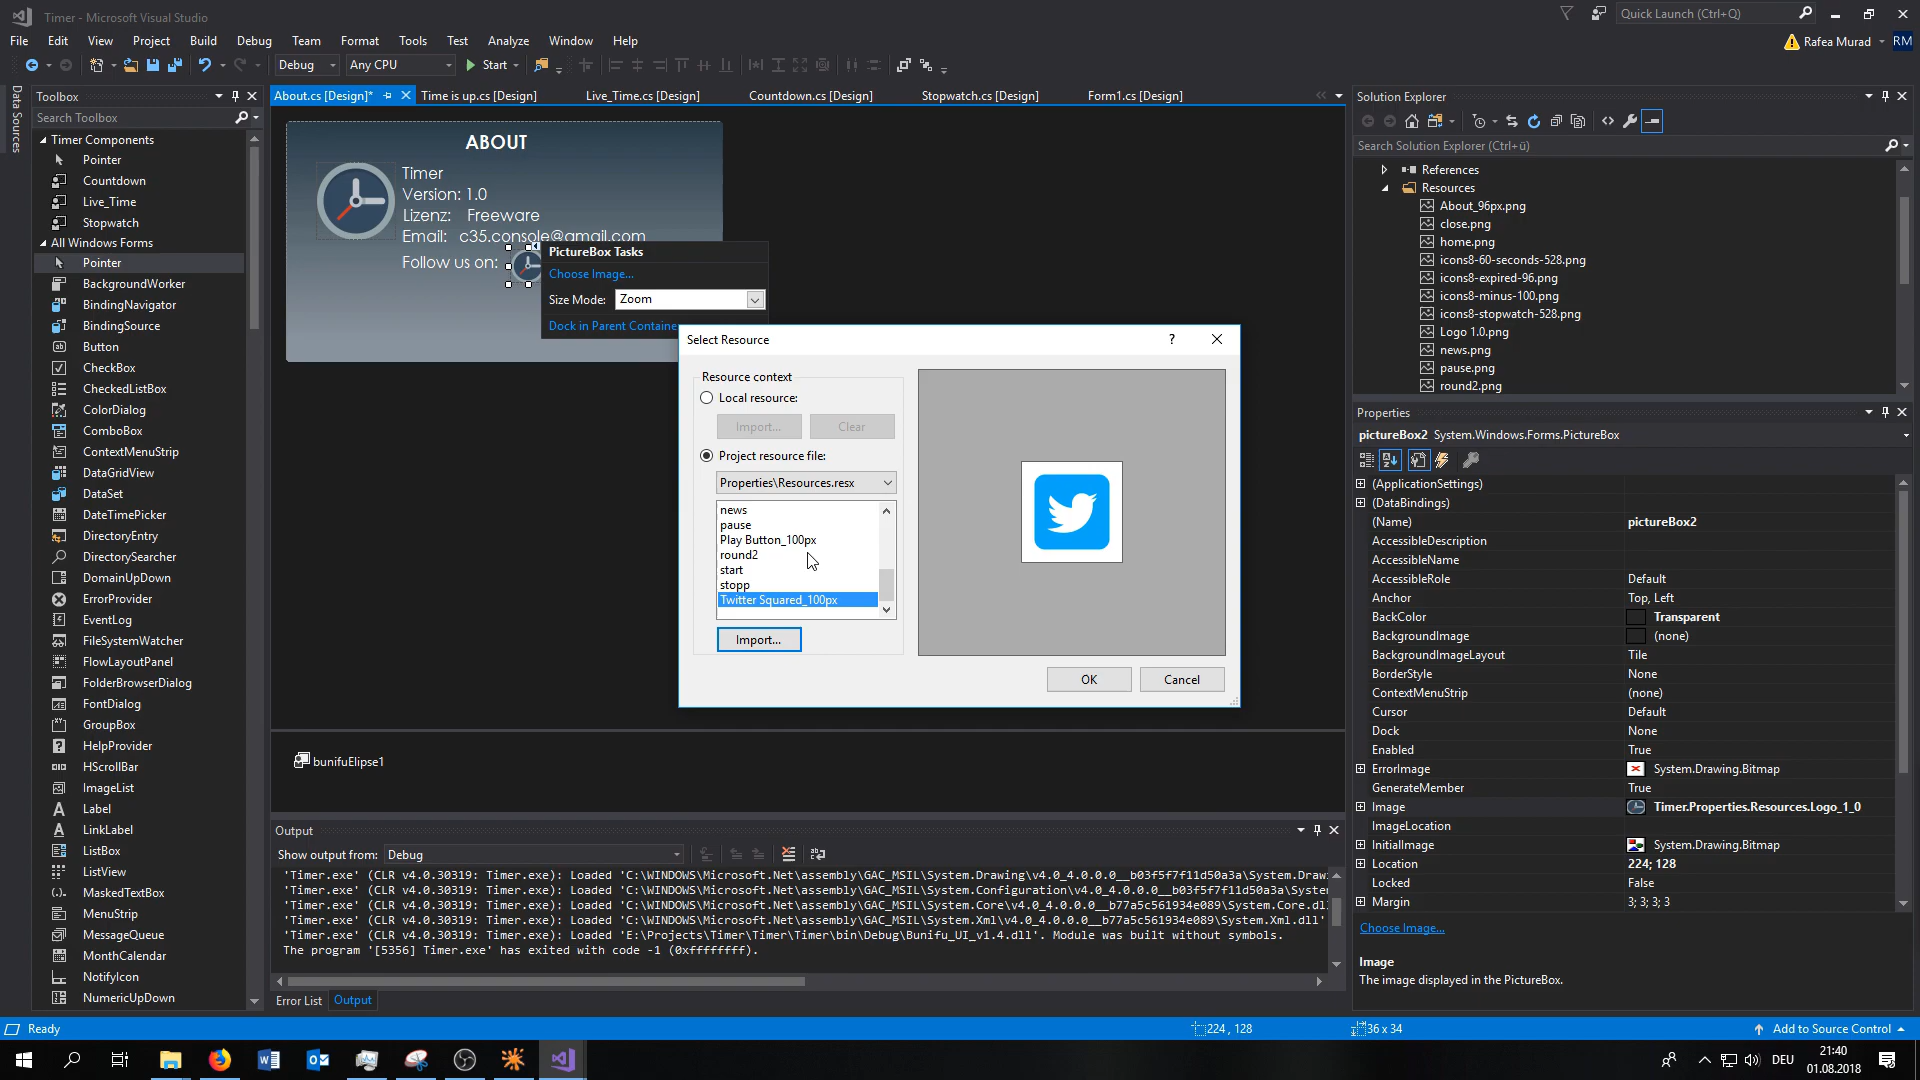 Timer - Microsoft Visual Studio
Quick Launch (Ctrl+Q)
File Edit View Project Build Debug Team Format Tools Test Analyze Window Help
Rafea Murad RM
Debug Any CPU Start
Data Sources
Toolbox
Search Toolbox
Timer Components
Pointer
Countdown
Live_Time
Stopwatch
All Windows Forms
Pointer
BackgroundWorker
BindingNavigator
BindingSource
Button
CheckBox
CheckedListBox
ColorDialog
ComboBox
ContextMenuStrip
DataGridView
DataSet
DateTimePicker
DirectoryEntry
DirectorySearcher
DomainUpDown
ErrorProvider
EventLog
FileSystemWatcher
FlowLayoutPanel
FolderBrowserDialog
FontDialog
GroupBox
HelpProvider
HScrollBar
ImageList
Label
LinkLabel
ListBox
ListView
MaskedTextBox
MenuStrip
MessageQueue
MonthCalendar
NotifyIcon
NumericUpDown
About.cs [Design]* Time is up.cs [Design] Live_Time.cs [Design] Countdown.cs [Design] Stopwatch.cs [Design] Form1.cs [Design]
ABOUT
Timer
Version: 1.0
Lizenz: Freeware
Email: c35.console@gmail.com
Follow us on:
PictureBox Tasks
Choose Image...
Size Mode: Zoom
Dock in Parent Containe
Select Resource
?
Resource context
Local resource:
Import... Clear
Project resource file:
Properties\Resources.resx
news
pause
Play Button_100px
round2
start
stopp
Twitter Squared_100px
Import...
OK Cancel
bunifuElipse1
Output
Show output from: Debug
'Timer.exe' (CLR v4.0.30319: Timer.exe): Loaded 'C:\WINDOWS\Microsoft.Net\assembly\GAC_MSIL\System.Drawing\v4.0_4.0.0.0__b03f5f7f11d50a3a\System.Draw
'Timer.exe' (CLR v4.0.30319: Timer.exe): Loaded 'C:\WINDOWS\Microsoft.Net\assembly\GAC_MSIL\System.Configuration\v4.0_4.0.0.0__b03f5f7f11d50a3a\System
'Timer.exe' (CLR v4.0.30319: Timer.exe): Loaded 'C:\WINDOWS\Microsoft.Net\assembly\GAC_MSIL\System.Core\v4.0_4.0.0.0__b77a5c561934e089\System.Core.dl
'Timer.exe' (CLR v4.0.30319: Timer.exe): Loaded 'C:\WINDOWS\Microsoft.Net\assembly\GAC_MSIL\System.Xml\v4.0_4.0.0.0__b77a5c561934e089\System.Xml.dll'
'Timer.exe' (CLR v4.0.30319: Timer.exe): Loaded 'E:\Projects\Timer\Timer\Timer\bin\Debug\Bunifu_UI_v1.4.dll'. Module was built without symbols.
The program '[5356] Timer.exe' has exited with code -1 (0xffffffff).
Error List Output
Solution Explorer
Search Solution Explorer (Ctrl+ü)
References
Resources
About_96px.png
close.png
home.png
icons8-60-seconds-528.png
icons8-expired-96.png
icons8-minus-100.png
icons8-stopwatch-528.png
Logo 1.0.png
news.png
pause.png
round2.png
Properties
pictureBox2 System.Windows.Forms.PictureBox
(ApplicationSettings)
(DataBindings)
(Name) pictureBox2
AccessibleDescription
AccessibleName
AccessibleRole Default
Anchor Top, Left
BackColor Transparent
BackgroundImage (none)
BackgroundImageLayout Tile
BorderStyle None
ContextMenuStrip (none)
Cursor Default
Dock None
Enabled True
ErrorImage System.Drawing.Bitmap
GenerateMember True
Image Timer.Properties.Resources.Logo_1_0
ImageLocation
InitialImage System.Drawing.Bitmap
Location 224; 128
Locked False
Margin 3; 3; 3; 3
Choose Image...
Image
The image displayed in the PictureBox.
Ready 224 , 128 36 x 34 Add to Source Control
DEU 21:40
01.08.2018